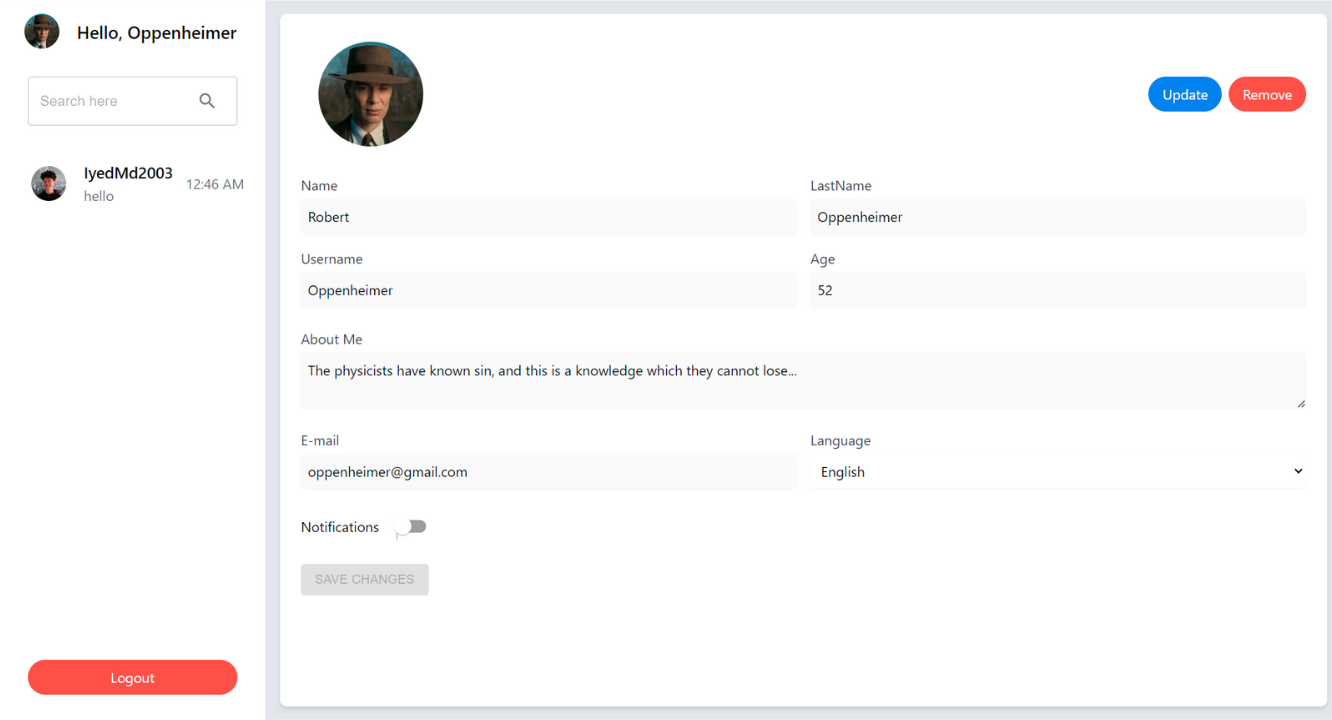 Hello, Oppenheimer
Search here
IyedMd2003
hello
12:46 AM
Logout
Update
Remove
Name
LastName
Robert
Oppenheimer
Username
Age
Oppenheimer
52
About Me
The physicists have known sin, and this is a knowledge which they cannot lose...
E-mail
Language
oppenheimer@gmail.com
English
Notifications
SAVE CHANGES